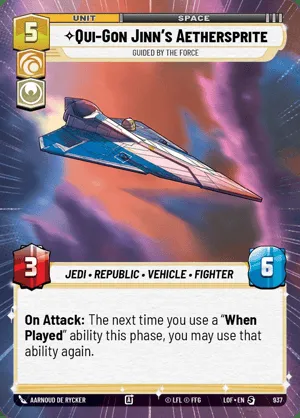 UNIT
SPACE
5
✧QUI-GON JINN'S AETHERSPRITE
GUIDED BY THE FORCE
3
6
JEDI • REPUBLIC • VEHICLE • FIGHTER
On Attack: The next time you use a "When
Played" ability this phase, you may use that
ability again.
AARNOUD DE RYCKER
© LFL © FFG
LOF • EN
937